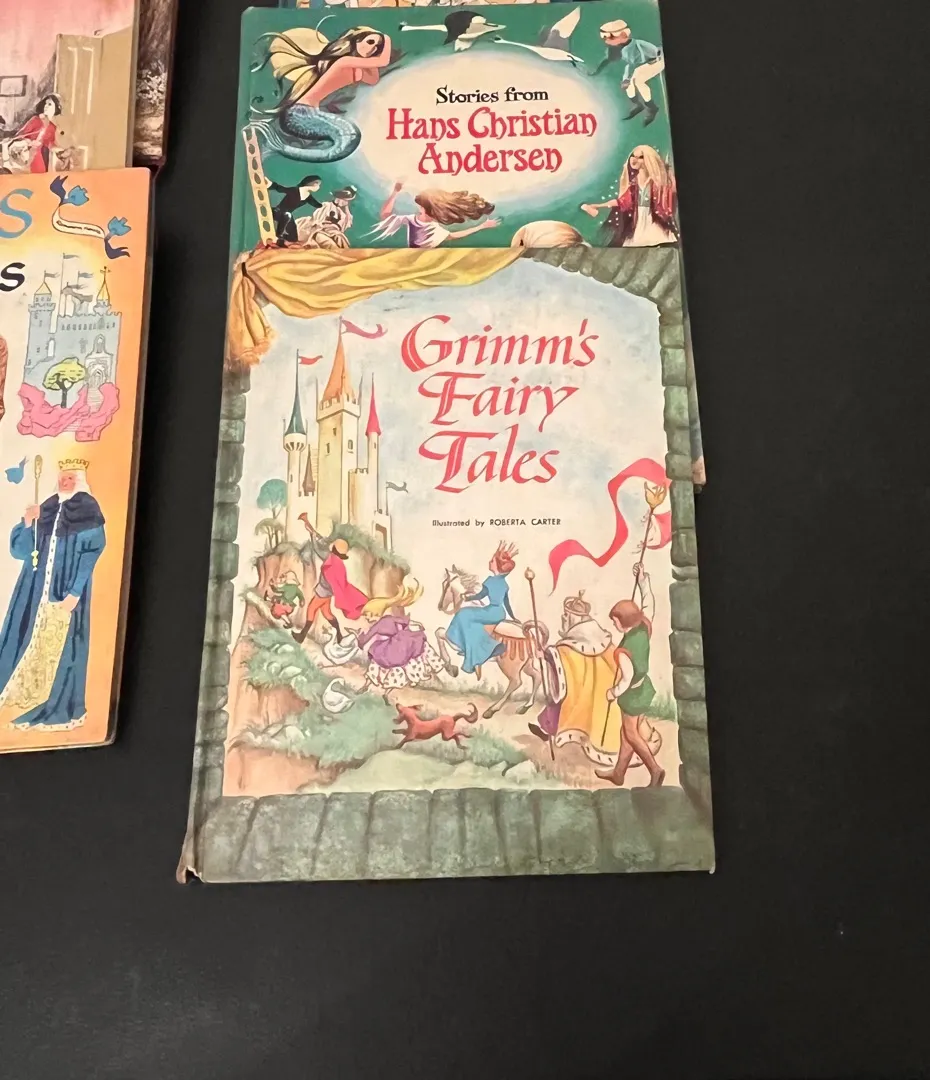 Stories from
Hans Christian
Andersen
S
s
Grimm's
Fairy
Tales
Illustrated by ROBERTA CARTER